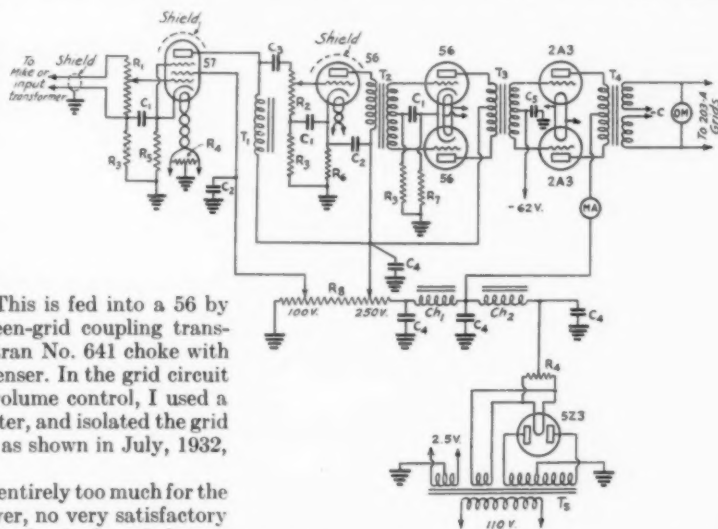 Shield
Shield
To Mike or input transformer
Shield
R1
57
C1
R3
R5
R4
C2
T1
C3
56
R2
C1
R3
R6
C2
T2
56
C1
R3
R7
56
T3
2A3
C5
-62V.
2A3
T4
-C
OM
To 203-A Grids
MA
C4
R8
100V.
250V.
Ch1
Ch2
C4
C4
C4
R4
5Z3
2.5V.
T5
110V.
This is fed into a 56 by
een-grid coupling trans-
ran No. 641 choke with
enser. In the grid circuit
volume control, I used a
ter, and isolated the grid
as shown in July, 1932,
entirely too much for the
ver, no very satisfactory